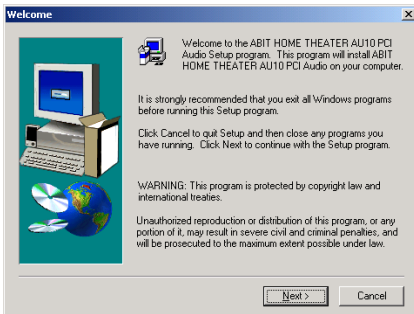 Welcome
Welcome to the ABIT HOME THEATER AU10 PCI
Audio Setup program. This program will install ABIT
HOME THEATER AU10 PCI Audio on your computer.
It is strongly recommended that you exit all Windows programs
before running this Setup program.
Click Cancel to quit Setup and then close any programs you
have running. Click Next to continue with the Setup program.
WARNING: This program is protected by copyright law and
international treaties.
Unauthorized reproduction or distribution of this program, or any
portion of it, may result in severe civil and criminal penalties, and
will be prosecuted to the maximum extent possible under law.
Next >
Cancel